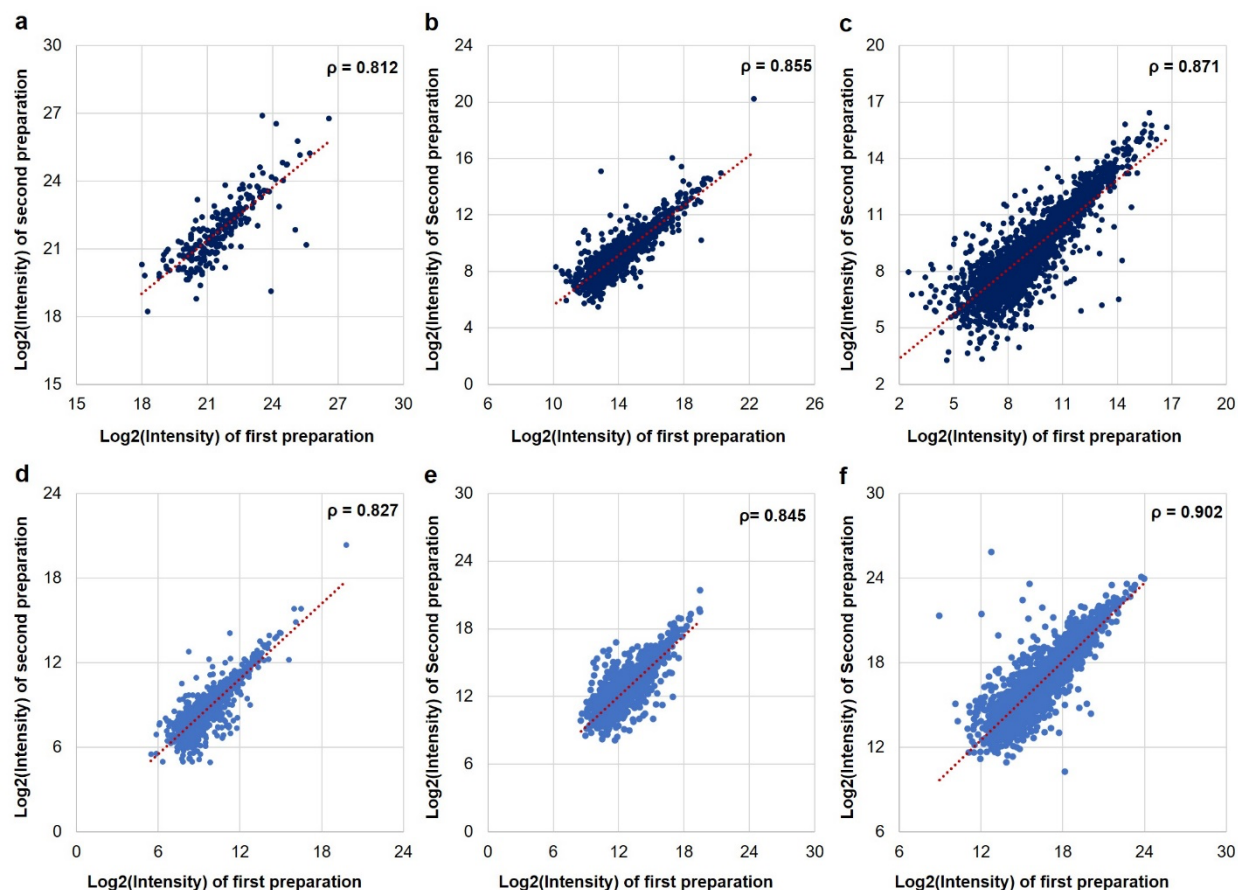 a
30
27
24
21
18
15
15 18 21 24 27 30
ρ = 0.812
Log2(Intensity) of second preparation
Log2(Intensity) of first preparation
b
24
20
16
12
8
4
0
6 10 14 18 22 26
ρ = 0.855
Log2(Intensity) of Second preparation
Log2(Intensity) of first preparation
c
20
17
14
11
8
5
2
2 5 8 11 14 17 20
ρ = 0.871
Log2(Intensity) of Second preparation
Log2(Intensity) of first preparation
d
24
18
12
6
0
0 6 12 18 24
ρ = 0.827
Log2(Intensity) of Second preparation
Log2(Intensity) of first preparation
e
30
24
18
12
6
0
0 6 12 18 24 30
ρ= 0.845
Log2(Intensity) of Second preparation
Log2(Intensity) of first preparation
f
30
24
18
12
6
6 12 18 24 30
ρ = 0.902
Log2(Intensity) of Second preparation
Log2(Intensity) of first preparation